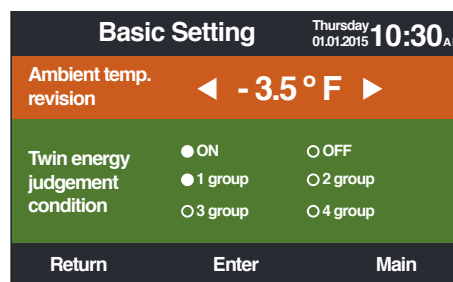 Basic Setting Thursday 10:30 A
01.01.2015
Ambient temp. revision
- 3.5 º F
Twin energy judgement condition
ON OFF
1 group 2 group
3 group 4 group
Return Enter Main